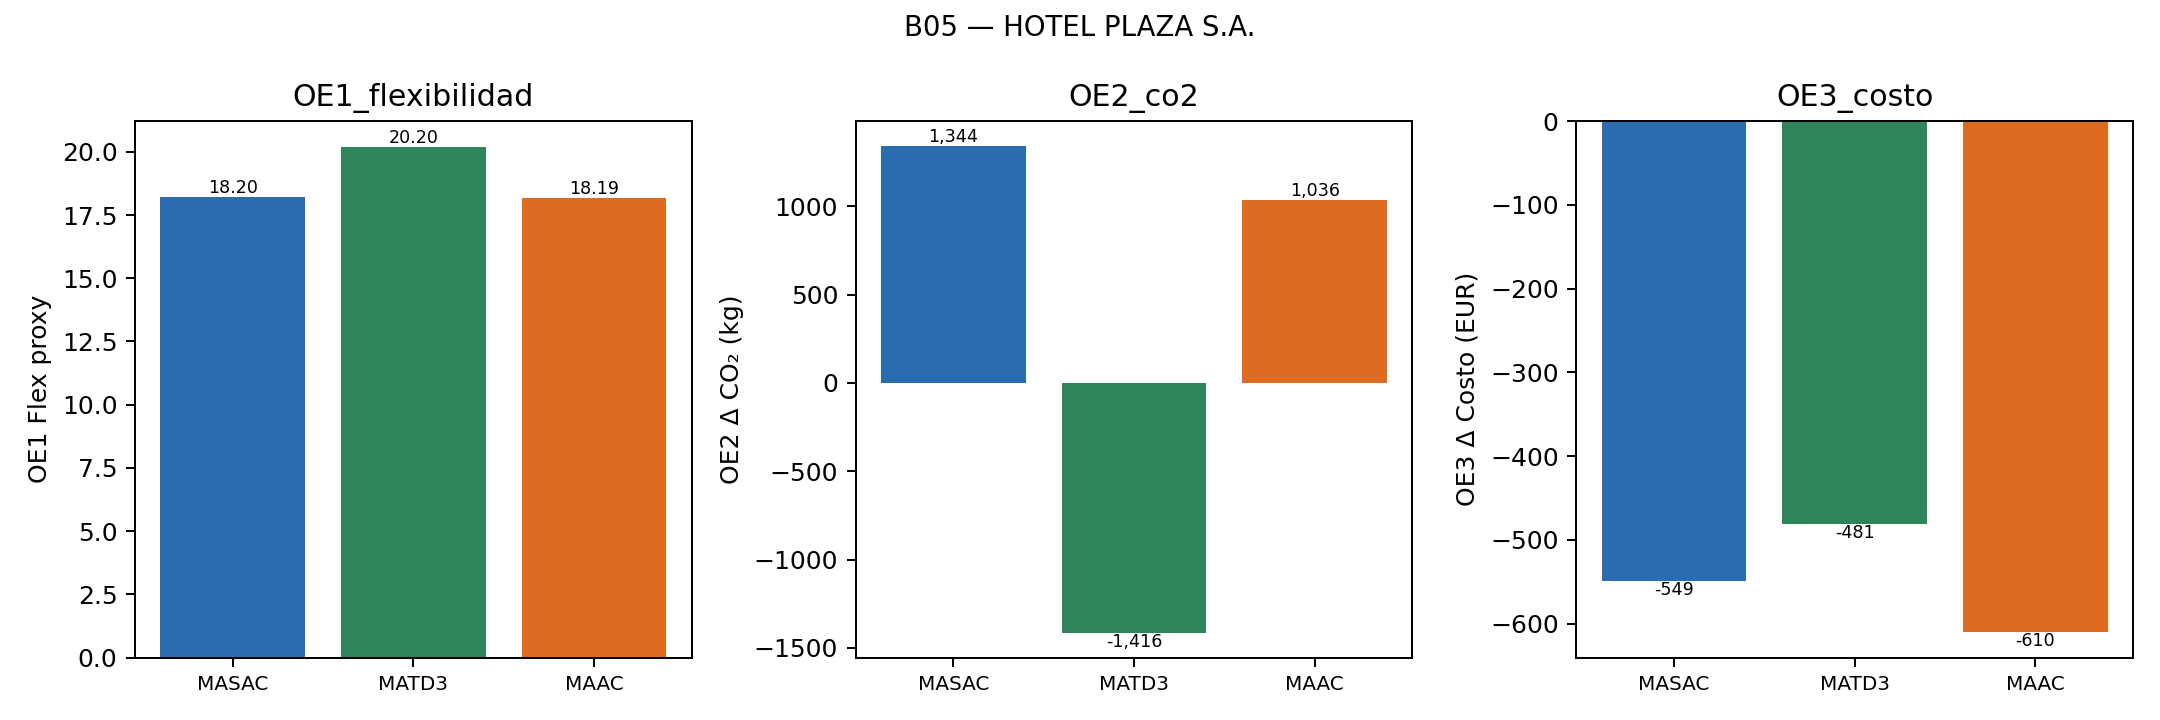 B05 — HOTEL PLAZA S.A.
OE1_flexibilidad
OE1 Flex proxy
20.0
17.5
15.0
12.5
10.0
7.5
5.0
2.5
0.0
18.20
20.20
18.19
MASAC
MATD3
MAAC
OE2_co2
OE2 Δ CO₂ (kg)
1000
500
0
−500
−1000
−1500
1,344
-1,416
1,036
MASAC
MATD3
MAAC
OE3_costo
OE3 Δ Costo (EUR)
0
−100
−200
−300
−400
−500
−600
-549
-481
-610
MASAC
MATD3
MAAC